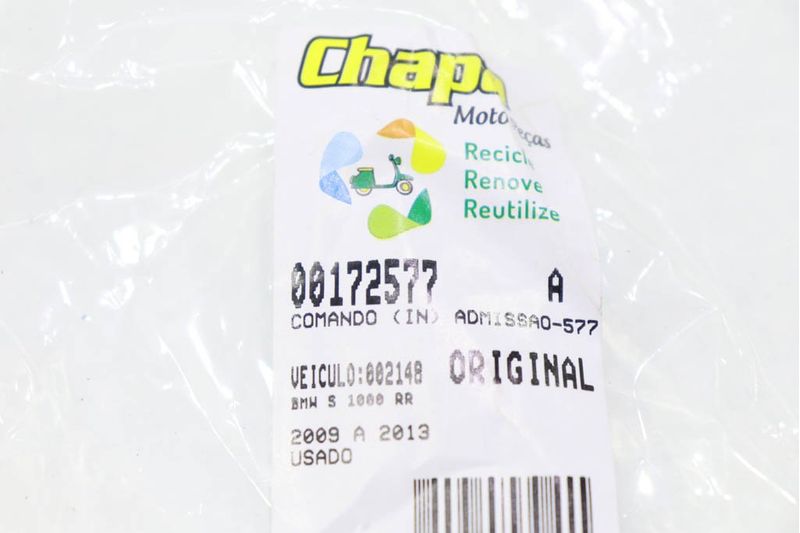 Chap
Moto Peças
Recicle
Renove
Reutilize
00172577 A
COMANDO (IN) ADMISSAO-577
VEICULO:002148 ORIGINAL
BMW S 1000 RR
2009 A 2013
USADO